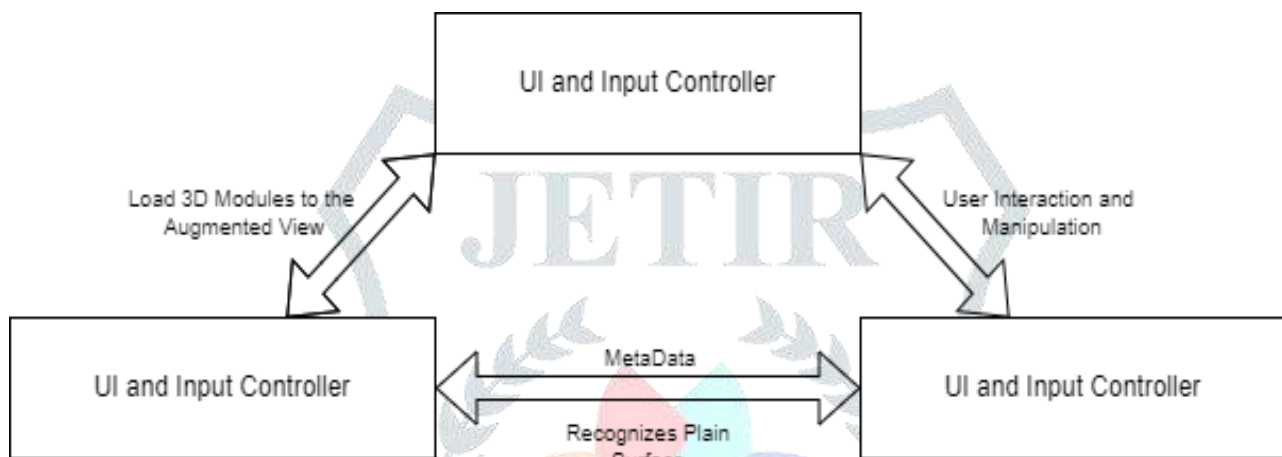 UI and Input Controller
JETIR
Load 3D Modules to the
Augmented View
User Interaction and
Manipulation
UI and Input Controller
MetaData
UI and Input Controller
Recognizes Plain